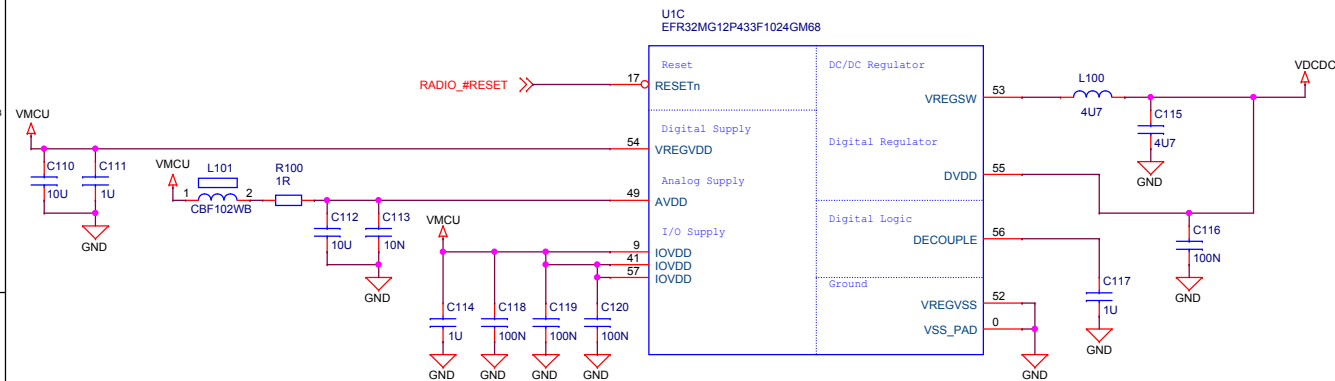 U1C
EFR32MG12P433F1024GM68
Reset
DC/DC Regulator
RADIO_#RESET
17
RESETn
VREGSW
53
L100
4U7
VDCDC
C115
4U7
GND
VMCU
Digital Supply
54
VREGVDD
Digital Regulator
C110
10U
C111
1U
GND
VMCU
L101
1
2
CBF102WB
R100
1R
Analog Supply
49
AVDD
DVDD
55
C112
10U
C113
10N
GND
VMCU
I/O Supply
9
IOVDD
41
IOVDD
57
IOVDD
Digital Logic
DECOUPLE
56
C116
100N
GND
C117
1U
GND
Ground
VREGVSS
52
VSS_PAD
0
GND
C114
1U
C118
100N
C119
100N
C120
100N
GND
GND
GND
GND